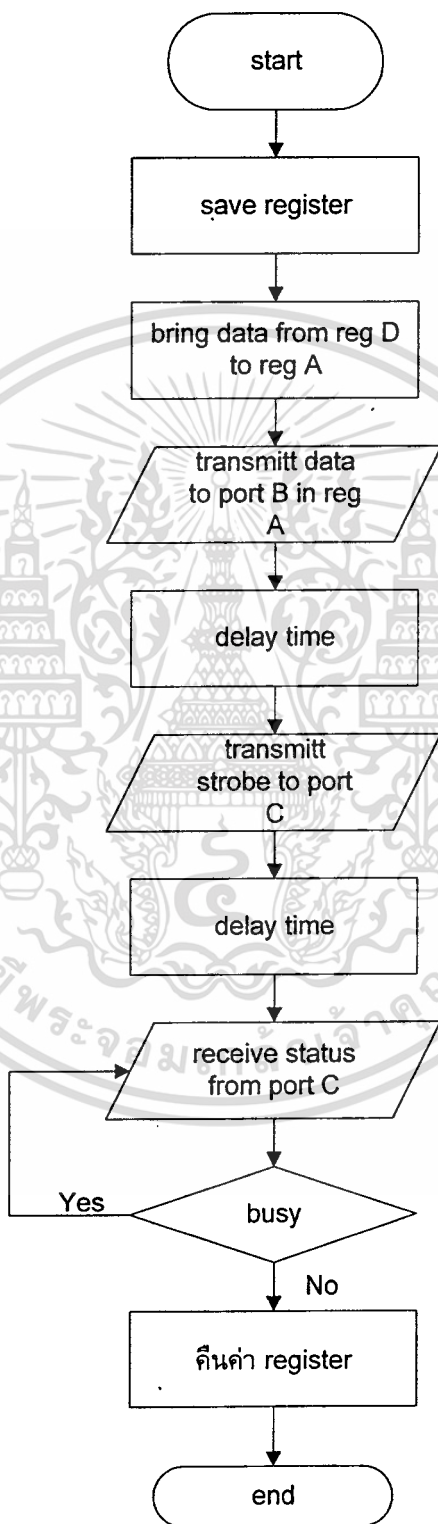 start
save register
bring data from reg D
to reg A
transmitt data
to port B in reg
A
delay time
transmitt
strobe to port
C
delay time
receive status
from port C
Yes
busy
No
คืนค่า register
end